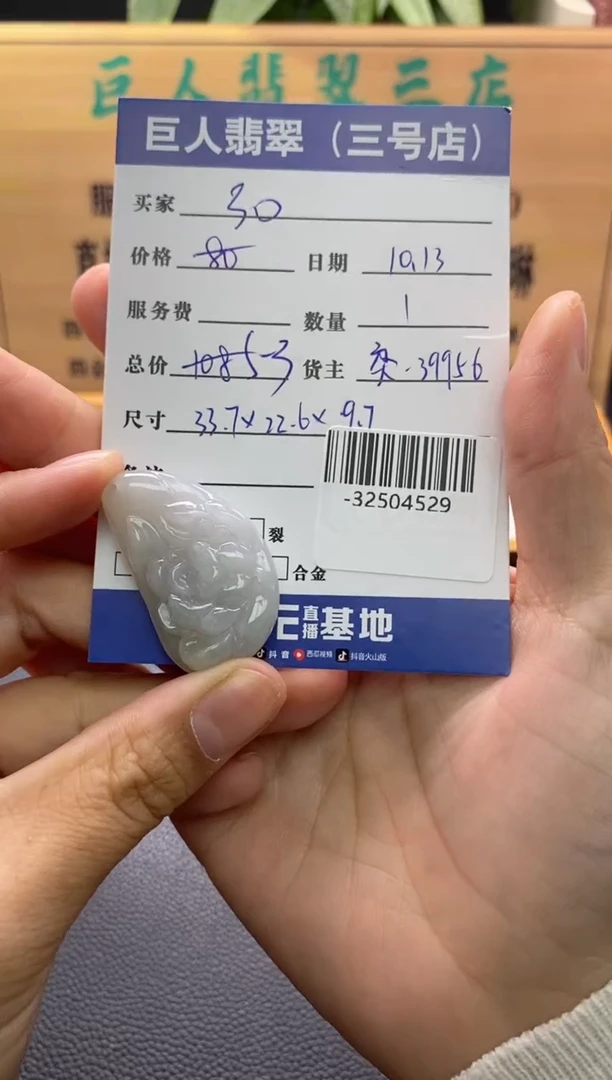 巨人翡翠三店
巨人翡翠（三号店）
买家 30
价格 80 日期 10.13
服务费 数量 1
总价 108 53 货主 39956
尺寸 33.7×22.6×9.7
-32504529
裂
合金
直播基地
抖音 西瓜视频 抖音火山版